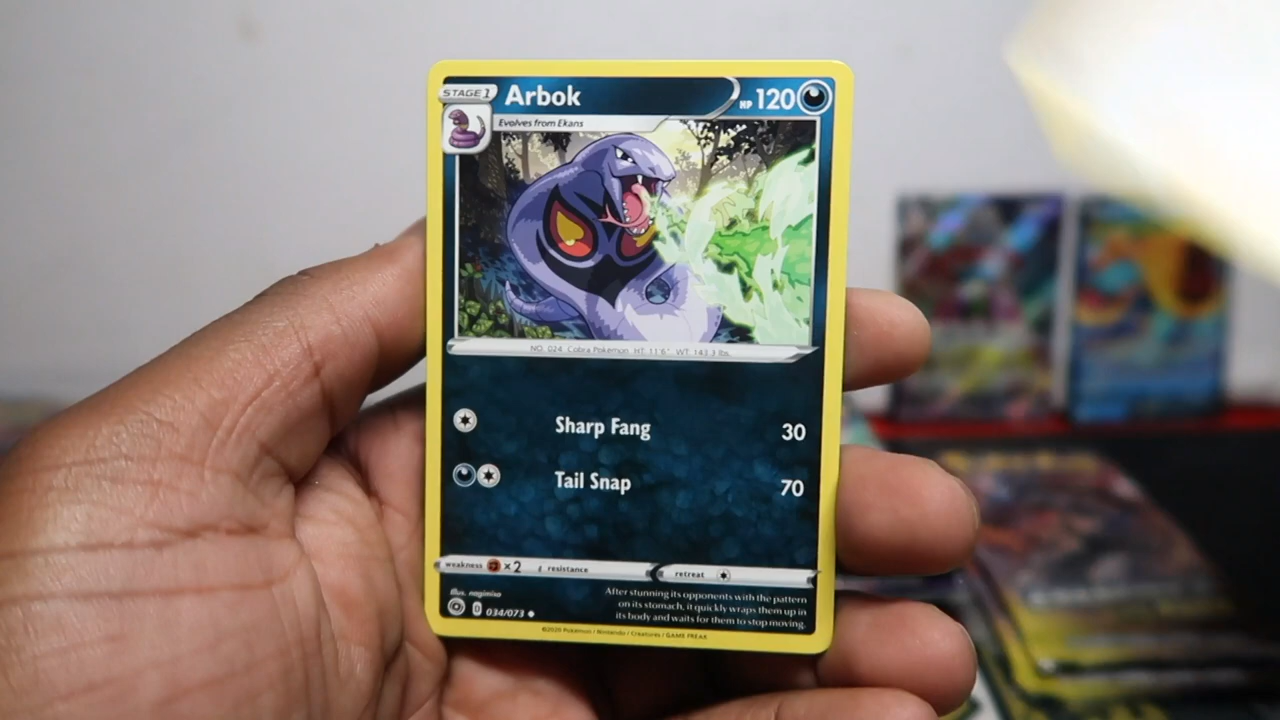 STAGE 1 Arbok HP 120
Evolves from Ekans
NO. 024 Cobra Pokémon HT: 11'6" WT: 143.3 lbs.
Sharp Fang 30
Tail Snap 70
weakness ×2 resistance retreat
Illus. nagimiso
After stunning its opponents with the pattern
on its stomach, it quickly wraps them up in
its body and waits for them to stop moving.
D 034/073
©2020 Pokémon / Nintendo / Creatures / GAME FREAK